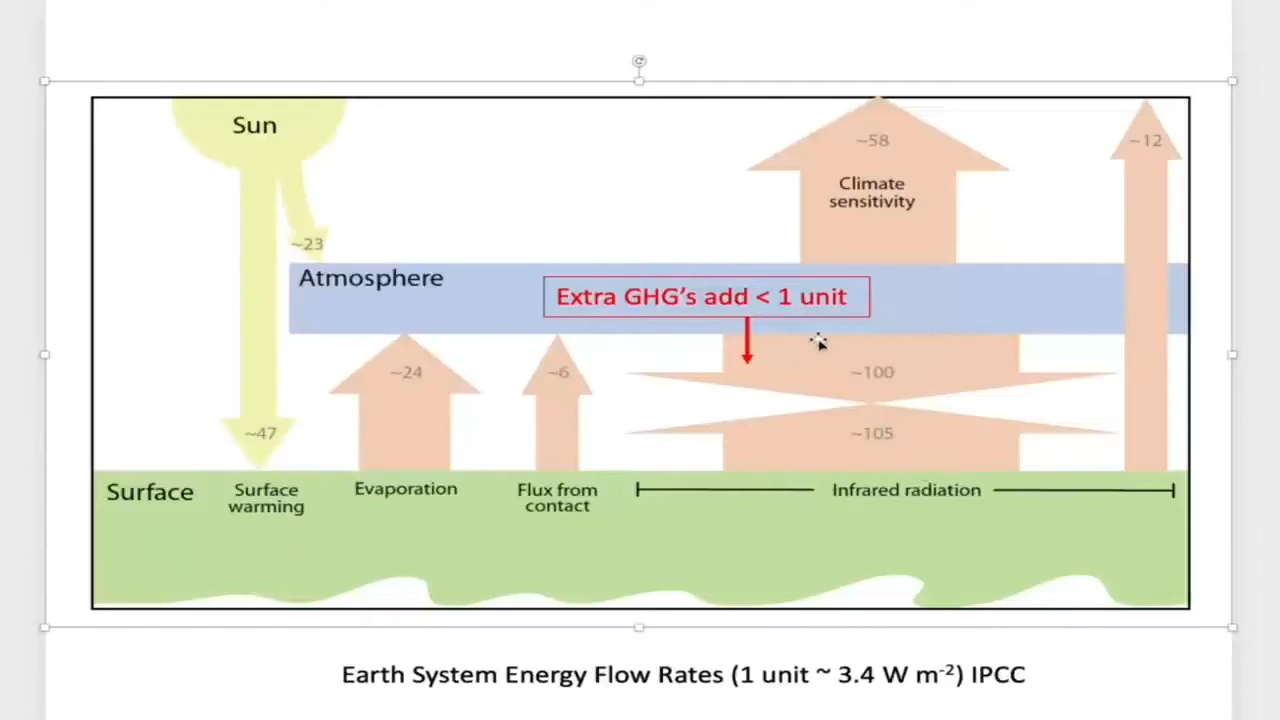 Sun
~58
~12
Climate
sensitivity
~23
Atmosphere
Extra GHG's add < 1 unit
~24
~6
~100
~47
~105
Surface
Surface
warming
Evaporation
Flux from
contact
Infrared radiation
Earth System Energy Flow Rates (1 unit ~ 3.4 W m-2) IPCC